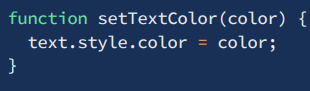 function setTextColor(color) {
  text.style.color = color;
}